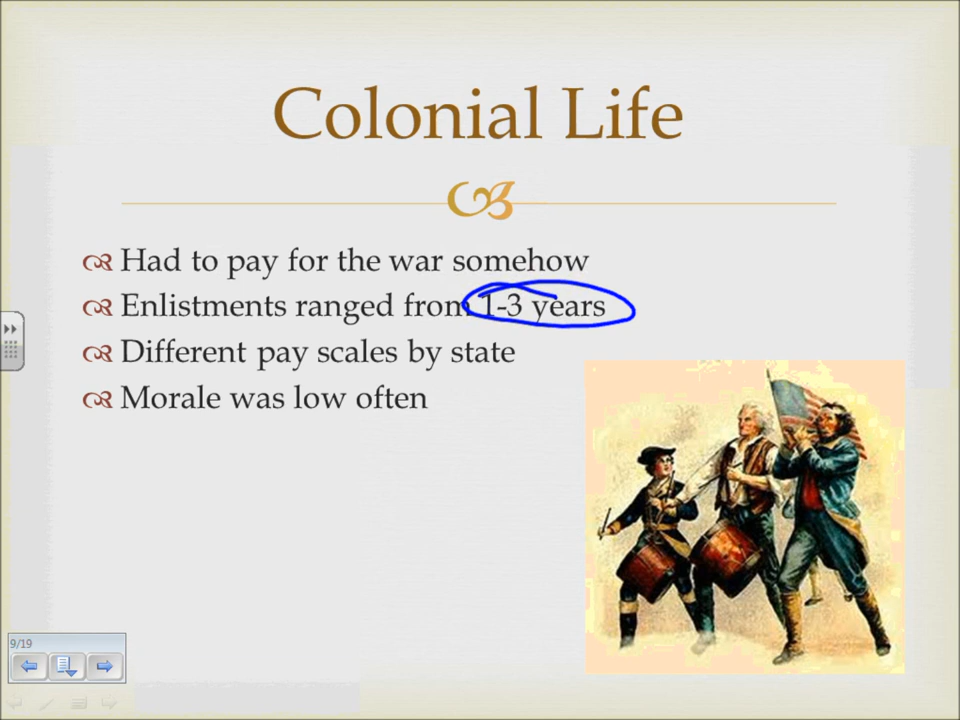 Colonial Life
Had to pay for the war somehow
Enlistments ranged from 1-3 years
Different pay scales by state
Morale was low often
9/19